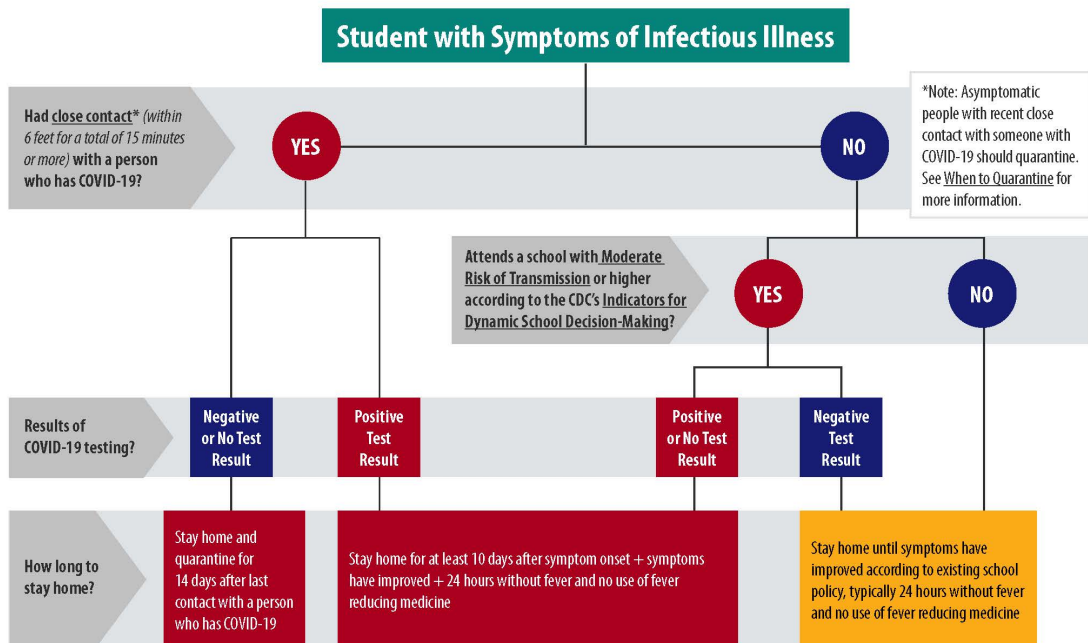 Student with Symptoms of Infectious Illness
Had close contact* (within
6 feet for a total of 15 minutes
or more) with a person
who has COVID-19?
YES
NO
*Note: Asymptomatic
people with recent close
contact with someone with
COVID-19 should quarantine.
See When to Quarantine for
more information.
Attends a school with Moderate
Risk of Transmission or higher
according to the CDC's Indicators for
Dynamic School Decision-Making?
YES
NO
Results of
COVID-19 testing?
Negative
or No Test
Result
Positive
Test
Result
Positive
or No Test
Result
Negative
Test
Result
How long to
stay home?
Stay home and
quarantine for
14 days after last
contact with a person
who has COVID-19
Stay home for at least 10 days after symptom onset + symptoms
have improved + 24 hours without fever and no use of fever
reducing medicine
Stay home until symptoms have
improved according to existing school
policy, typically 24 hours without fever
and no use of fever reducing medicine